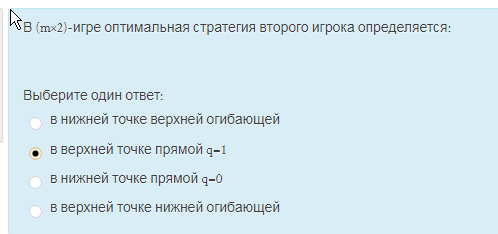 В (m×2)-игре оптимальная стратегия второго игрока определяется:
Выберите один ответ:
в нижней точке верхней огибающей
в верхней точке прямой q=1
в нижней точке прямой q=0
в верхней точке нижней огибающей